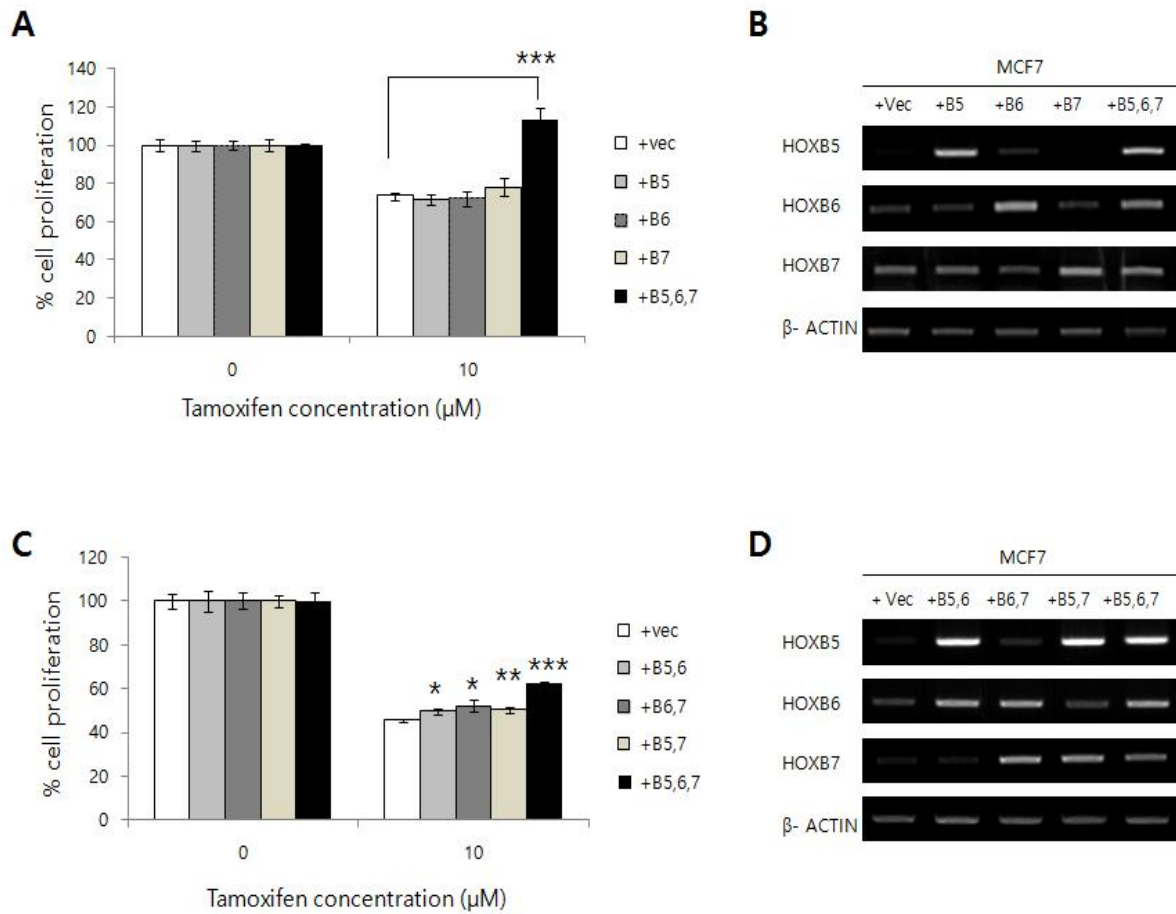 A
% cell proliferation
140
120
100
80
60
40
20
0
***
0
10
Tamoxifen concentration (µM)
+vec
+B5
+B6
+B7
+B5,6,7
B
MCF7
+Vec +B5 +B6 +B7 +B5,6,7
HOXB5
HOXB6
HOXB7
β- ACTIN
C
% cell proliferation
120
100
80
60
40
20
0
* * ** ***
0
10
Tamoxifen concentration (µM)
+vec
+B5,6
+B6,7
+B5,7
+B5,6,7
D
MCF7
+ Vec +B5,6 +B6,7 +B5,7 +B5,6,7
HOXB5
HOXB6
HOXB7
β- ACTIN